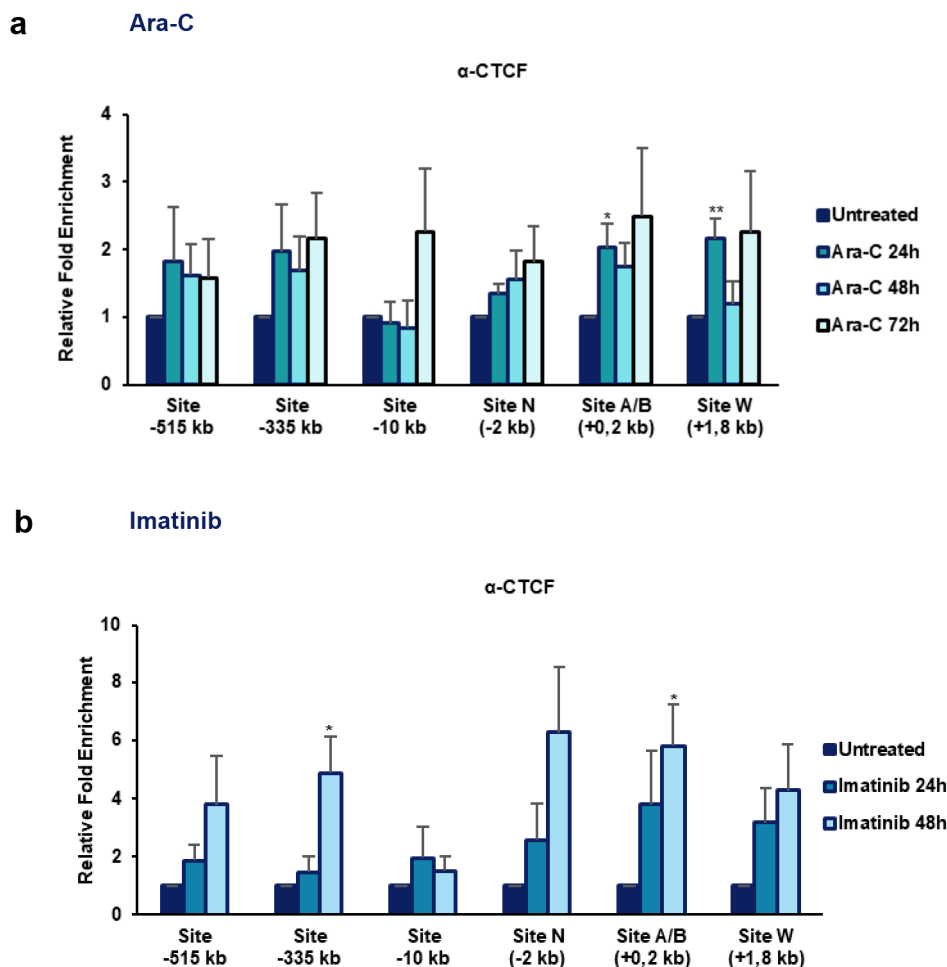 a
Ara-C
α-CTCF
Relative Fold Enrichment
4
3
2
1
0
*
**
Site
-515 kb
Site
-335 kb
Site
-10 kb
Site N
(-2 kb)
Site A/B
(+0,2 kb)
Site W
(+1,8 kb)
Untreated
Ara-C 24h
Ara-C 48h
Ara-C 72h
b
Imatinib
α-CTCF
Relative Fold Enrichment
10
8
6
4
2
0
*
*
Site
-515 kb
Site
-335 kb
Site
-10 kb
Site N
(-2 kb)
Site A/B
(+0,2 kb)
Site W
(+1,8 kb)
Untreated
Imatinib 24h
Imatinib 48h